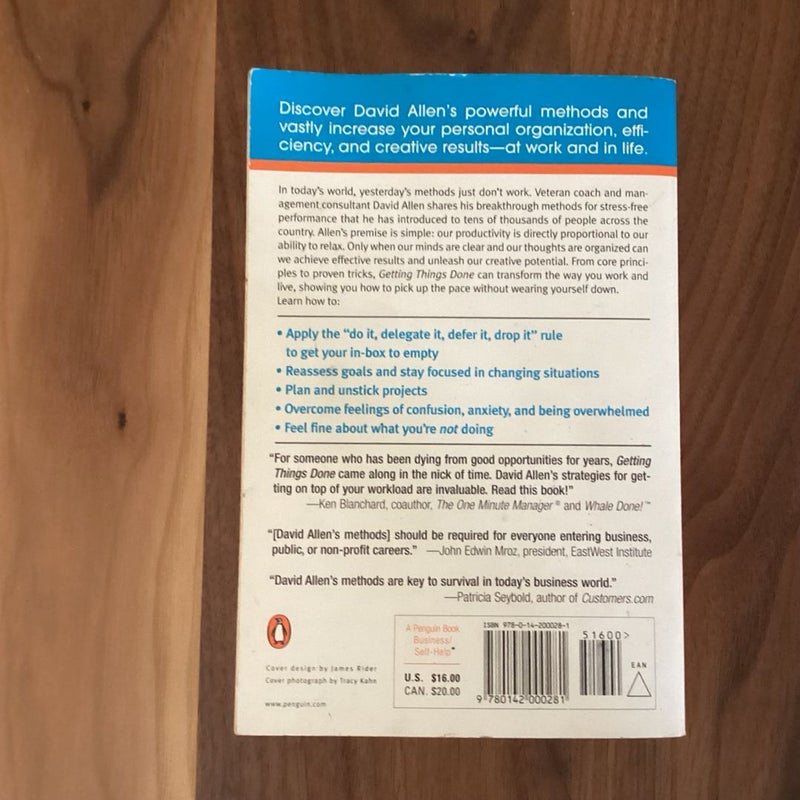 Discover David Allen's powerful methods and
vastly increase your personal organization, effi-
ciency, and creative results—at work and in life.
In today's world, yesterday's methods just don't work. Veteran coach and man-
agement consultant David Allen shares his breakthrough methods for stress-free
performance that he has introduced to tens of thousands of people across the
country. Allen's premise is simple: our productivity is directly proportional to our
ability to relax. Only when our minds are clear and our thoughts are organized can
we achieve effective results and unleash our creative potential. From core princi-
ples to proven tricks, Getting Things Done can transform the way you work and
live, showing you how to pick up the pace without wearing yourself down.
Learn how to:
• Apply the “do it, delegate it, defer it, drop it” rule
to get your in-box to empty
• Reassess goals and stay focused in changing situations
• Plan and unstick projects
• Overcome feelings of confusion, anxiety, and being overwhelmed
• Feel fine about what you're not doing
“For someone who has been dying from good opportunities for years, Getting
Things Done came along in the nick of time. David Allen's strategies for get-
ting on top of your workload are invaluable. Read this book!”
—Ken Blanchard, coauthor, The One Minute Manager® and Whale Done!™
“[David Allen's methods] should be required for everyone entering business,
public, or non-profit careers.” —John Edwin Mroz, president, EastWest Institute
“David Allen's methods are key to survival in today's business world.”
—Patricia Seybold, author of Customers.com
A Penguin Book
Business/
Self-Help
U.S. $16.00
CAN. $20.00
ISBN 978-0-14-200028-1
51600>
EAN
9 780142 000281
Cover design by James Rider
Cover photograph by Tracy Kahn
www.penguin.com